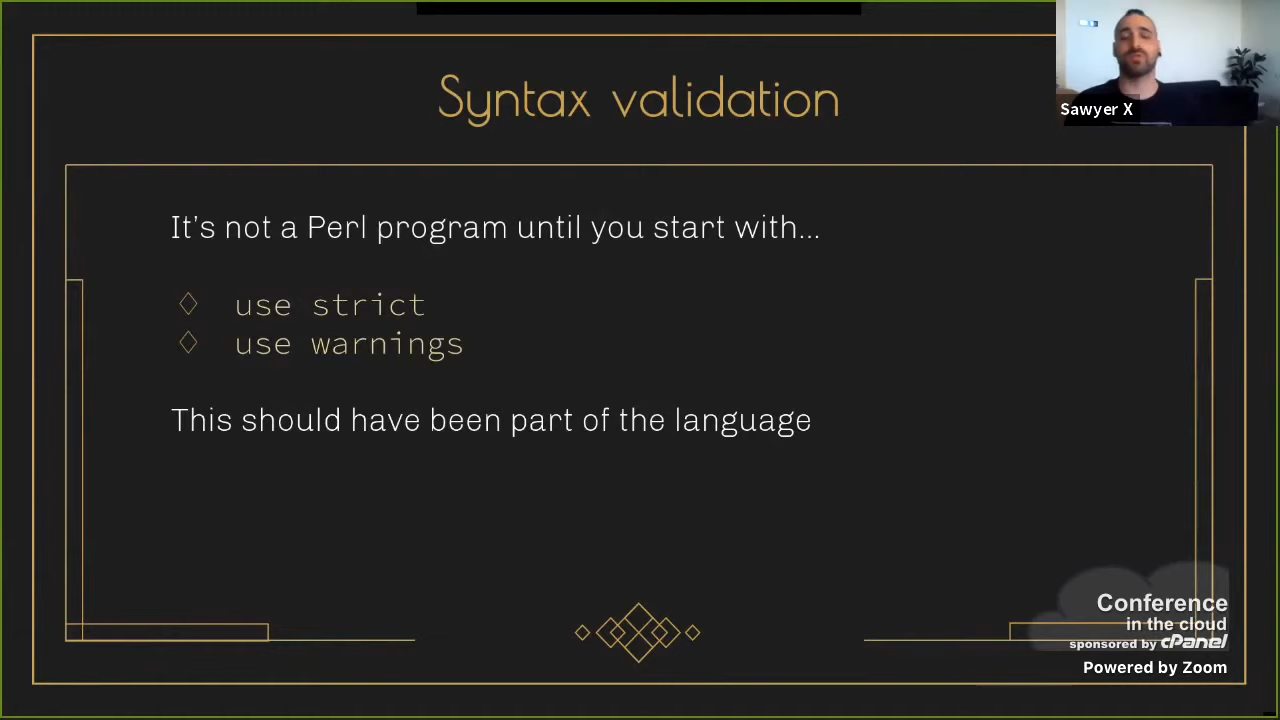 Syntax validation
Sawyer X
It's not a Perl program until you start with...
use strict
use warnings
This should have been part of the language
Conference
in the cloud
sponsored by cPanel
Powered by Zoom